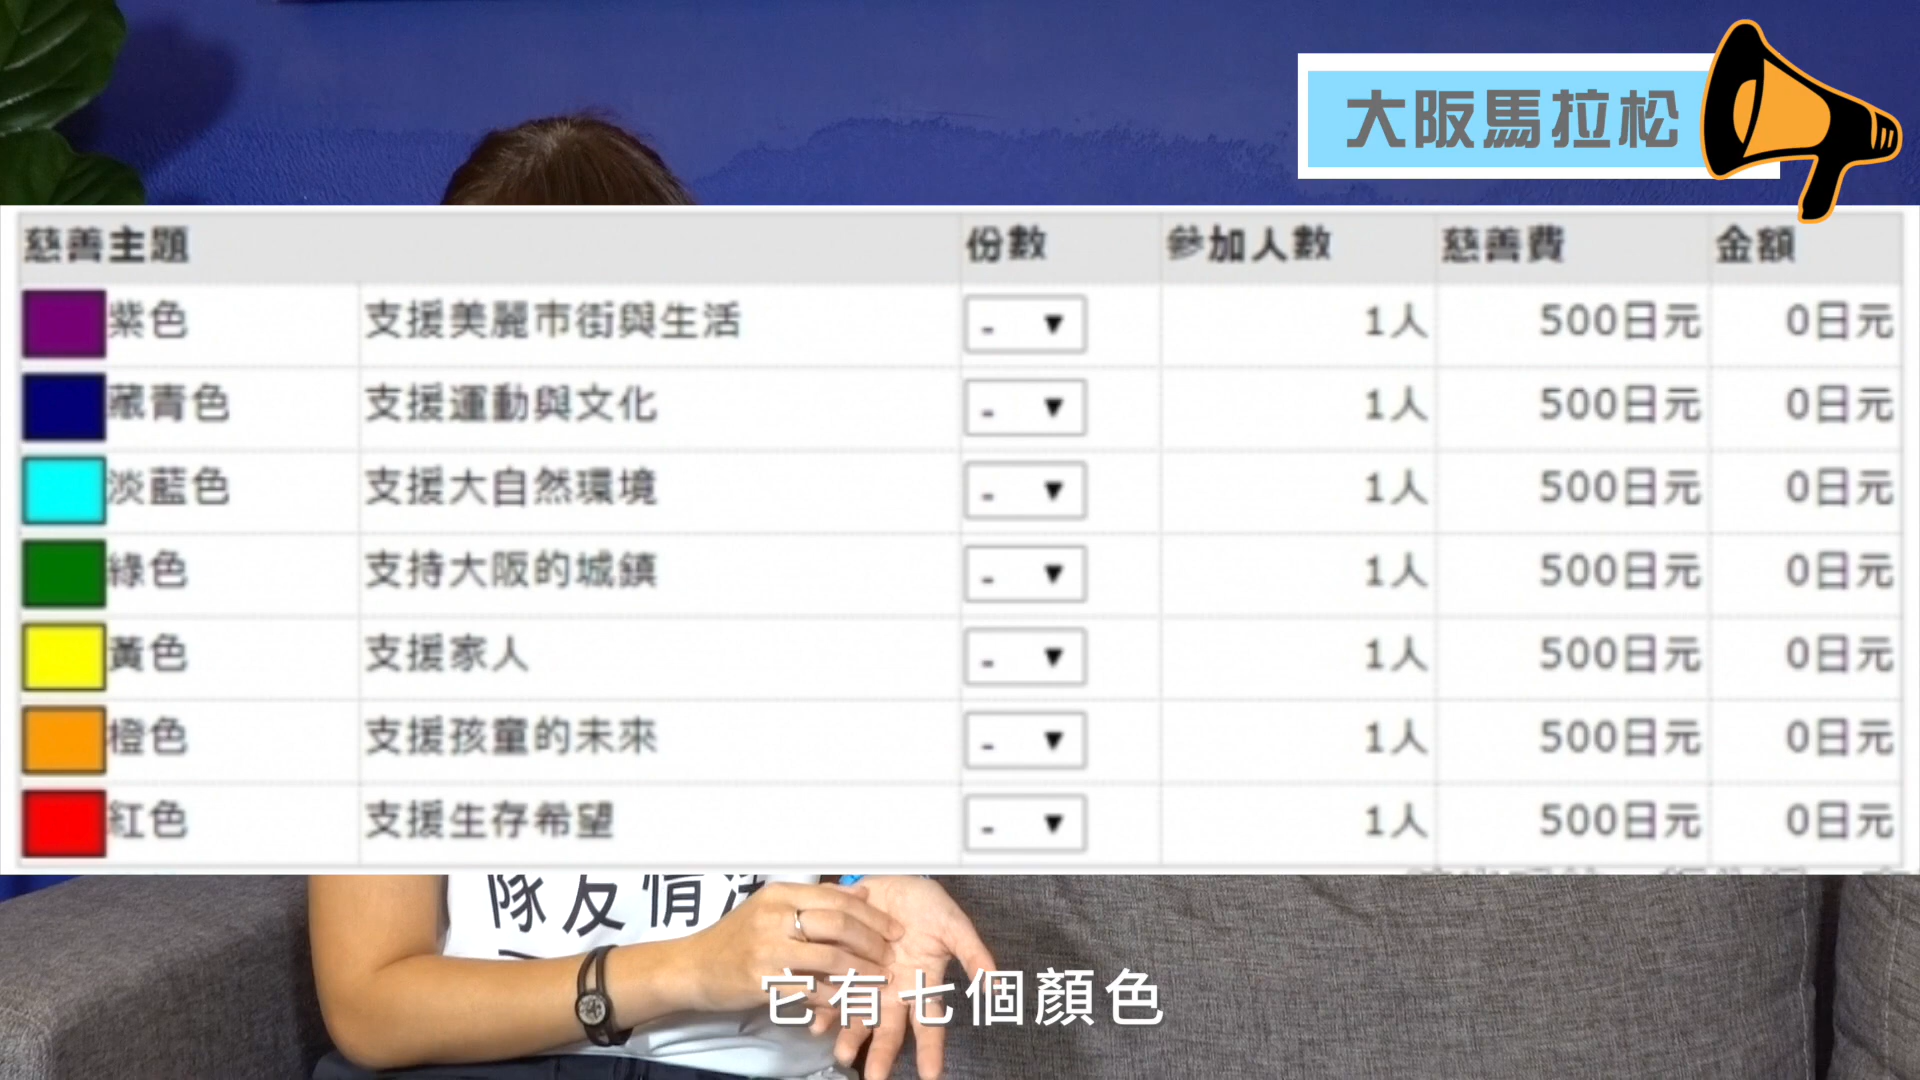 大阪馬拉松
慈善主題 份數 參加人數 慈善費 金額
紫色 支援美麗市街與生活 - ▼ 1人 500日元 0日元
藏青色 支援運動與文化 - ▼ 1人 500日元 0日元
淡藍色 支援大自然環境 - ▼ 1人 500日元 0日元
綠色 支持大阪的城鎮 - ▼ 1人 500日元 0日元
黃色 支援家人 - ▼ 1人 500日元 0日元
橙色 支援孩童的未來 - ▼ 1人 500日元 0日元
紅色 支援生存希望 - ▼ 1人 500日元 0日元
隊友情
它有七個顏色